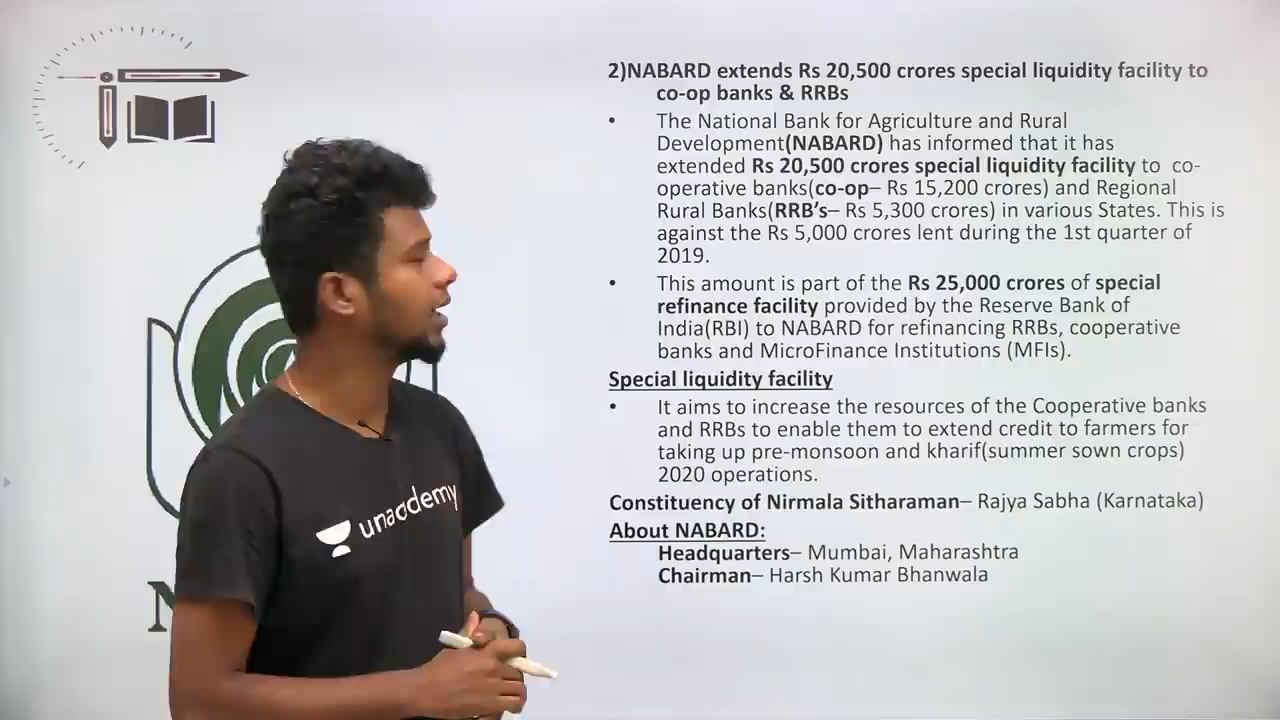 2)NABARD extends Rs 20,500 crores special liquidity facility to
co-op banks & RRBs
• The National Bank for Agriculture and Rural
Development(NABARD) has informed that it has
extended Rs 20,500 crores special liquidity facility to co-
operative banks(co-op– Rs 15,200 crores) and Regional
Rural Banks(RRB's– Rs 5,300 crores) in various States. This is
against the Rs 5,000 crores lent during the 1st quarter of
2019.
• This amount is part of the Rs 25,000 crores of special
refinance facility provided by the Reserve Bank of
India(RBI) to NABARD for refinancing RRBs, cooperative
banks and MicroFinance Institutions (MFIs).
Special liquidity facility
• It aims to increase the resources of the Cooperative banks
and RRBs to enable them to extend credit to farmers for
taking up pre-monsoon and kharif(summer sown crops)
2020 operations.
Constituency of Nirmala Sitharaman– Rajya Sabha (Karnataka)
About NABARD:
Headquarters– Mumbai, Maharashtra
Chairman– Harsh Kumar Bhanwala
unacademy
N